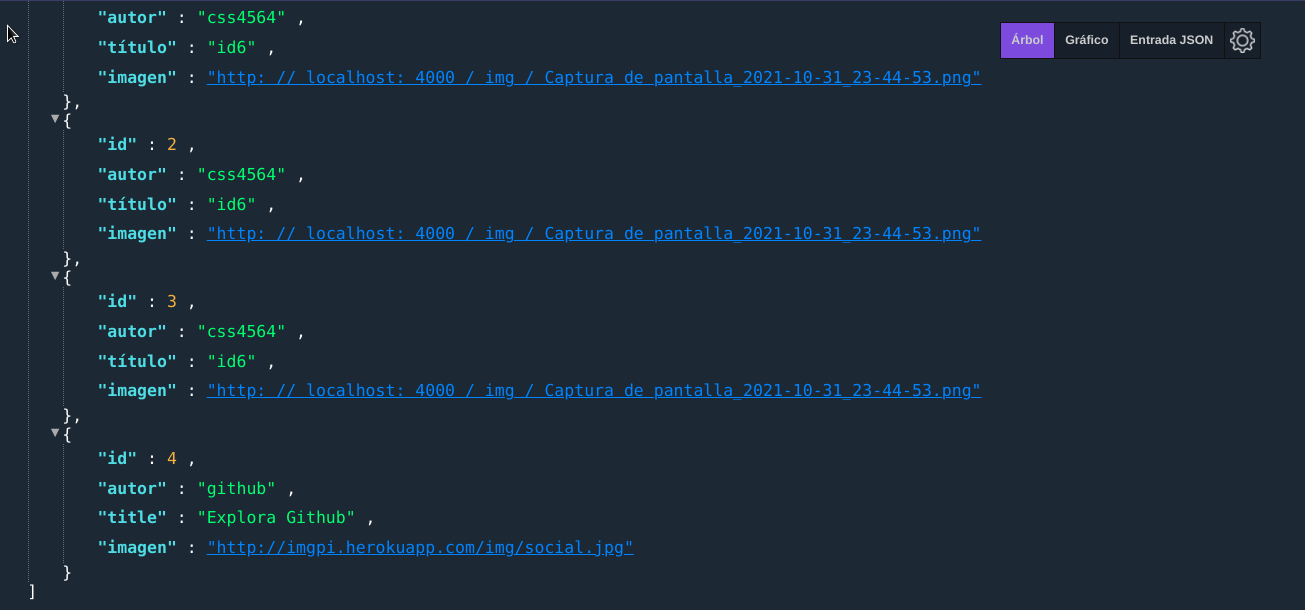 "autor" : "css4564" ,
Árbol Gráfico Entrada JSON
"título" : "id6" ,
"imagen" : "http: // localhost: 4000 / img / Captura de pantalla_2021-10-31_23-44-53.png"
},
{
"id" : 2 ,
"autor" : "css4564" ,
"título" : "id6" ,
"imagen" : "http: // localhost: 4000 / img / Captura de pantalla_2021-10-31_23-44-53.png"
},
{
"id" : 3 ,
"autor" : "css4564" ,
"título" : "id6" ,
"imagen" : "http: // localhost: 4000 / img / Captura de pantalla_2021-10-31_23-44-53.png"
},
{
"id" : 4 ,
"autor" : "github" ,
"title" : "Explora Github" ,
"imagen" : "http://imgpi.herokuapp.com/img/social.jpg"
}
]